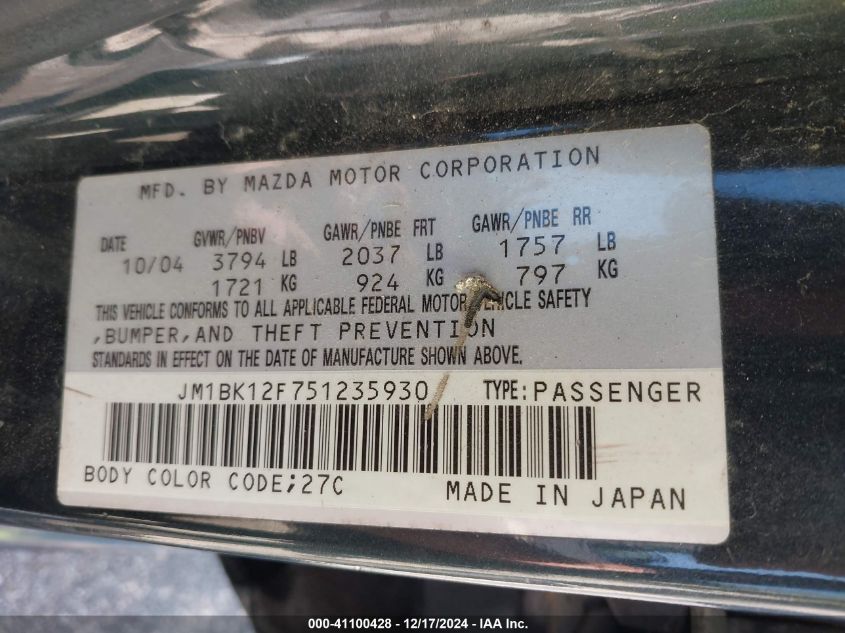 MFD. BY MAZDA MOTOR CORPORATION
DATE GVWR/PNBV GAWR/PNBE FRT GAWR/PNBE RR
10/04 3794 LB 2037 LB 1757 LB
1721 KG 924 KG 797 KG
THIS VEHICLE CONFORMS TO ALL APPLICABLE FEDERAL MOTOR VEHICLE SAFETY
,BUMPER,AND THEFT PREVENTION
STANDARDS IN EFFECT ON THE DATE OF MANUFACTURE SHOWN ABOVE.
JM1BK12F751235930 TYPE:PASSENGER
BODY COLOR CODE;27C MADE IN JAPAN
000-41100428 - 12/17/2024 - IAA Inc.